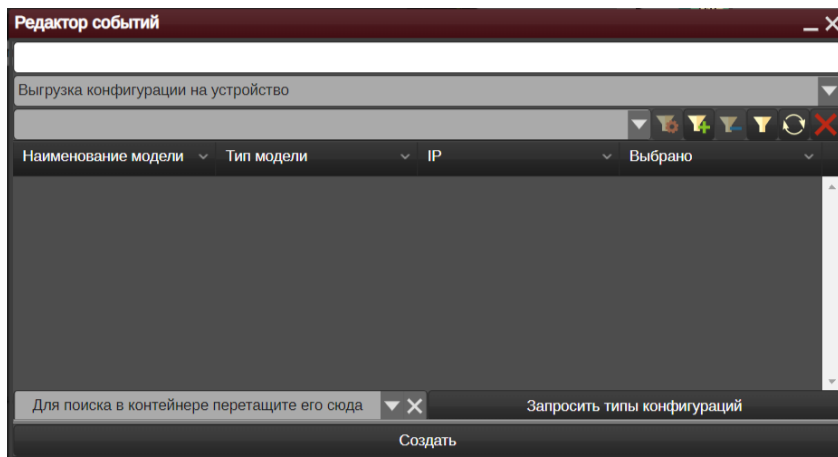 Редактор событий
Выгрузка конфигурации на устройство
Наименование модели Тип модели IP Выбрано
Для поиска в контейнере перетащите его сюда Запросить типы конфигураций
Создать